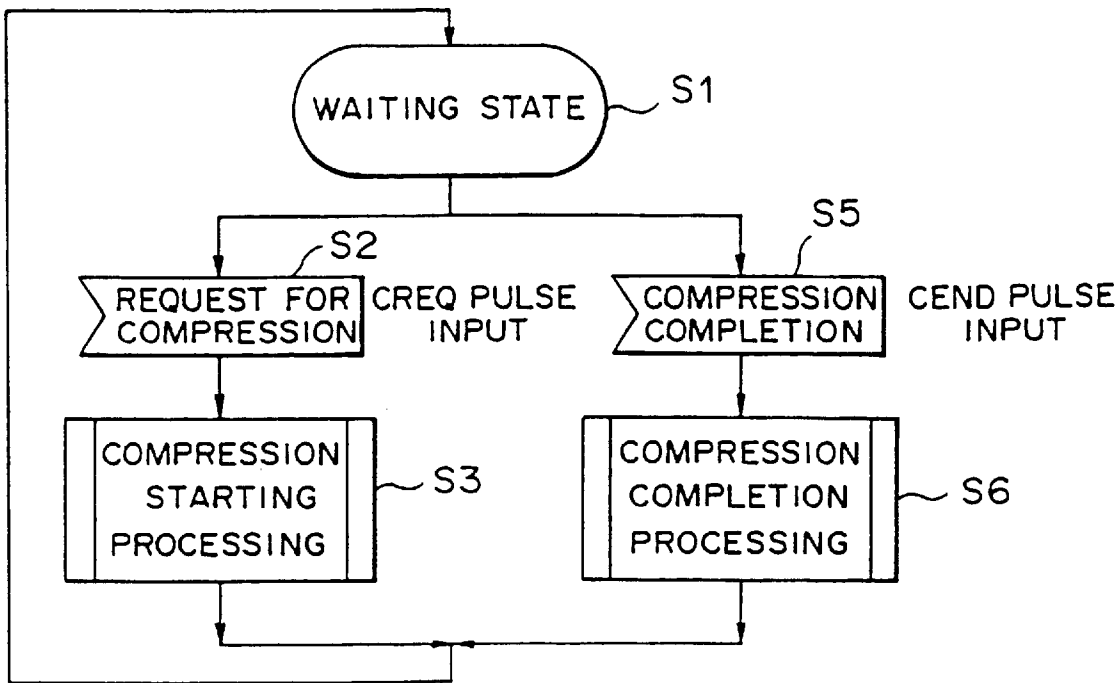 WAITING STATE
S1
S2
S5
REQUEST FOR
COMPRESSION
CREQ PULSE
INPUT
COMPRESSION
COMPLETION
CEND PULSE
INPUT
COMPRESSION
STARTING
PROCESSING
S3
COMPRESSION
COMPLETION
PROCESSING
S6